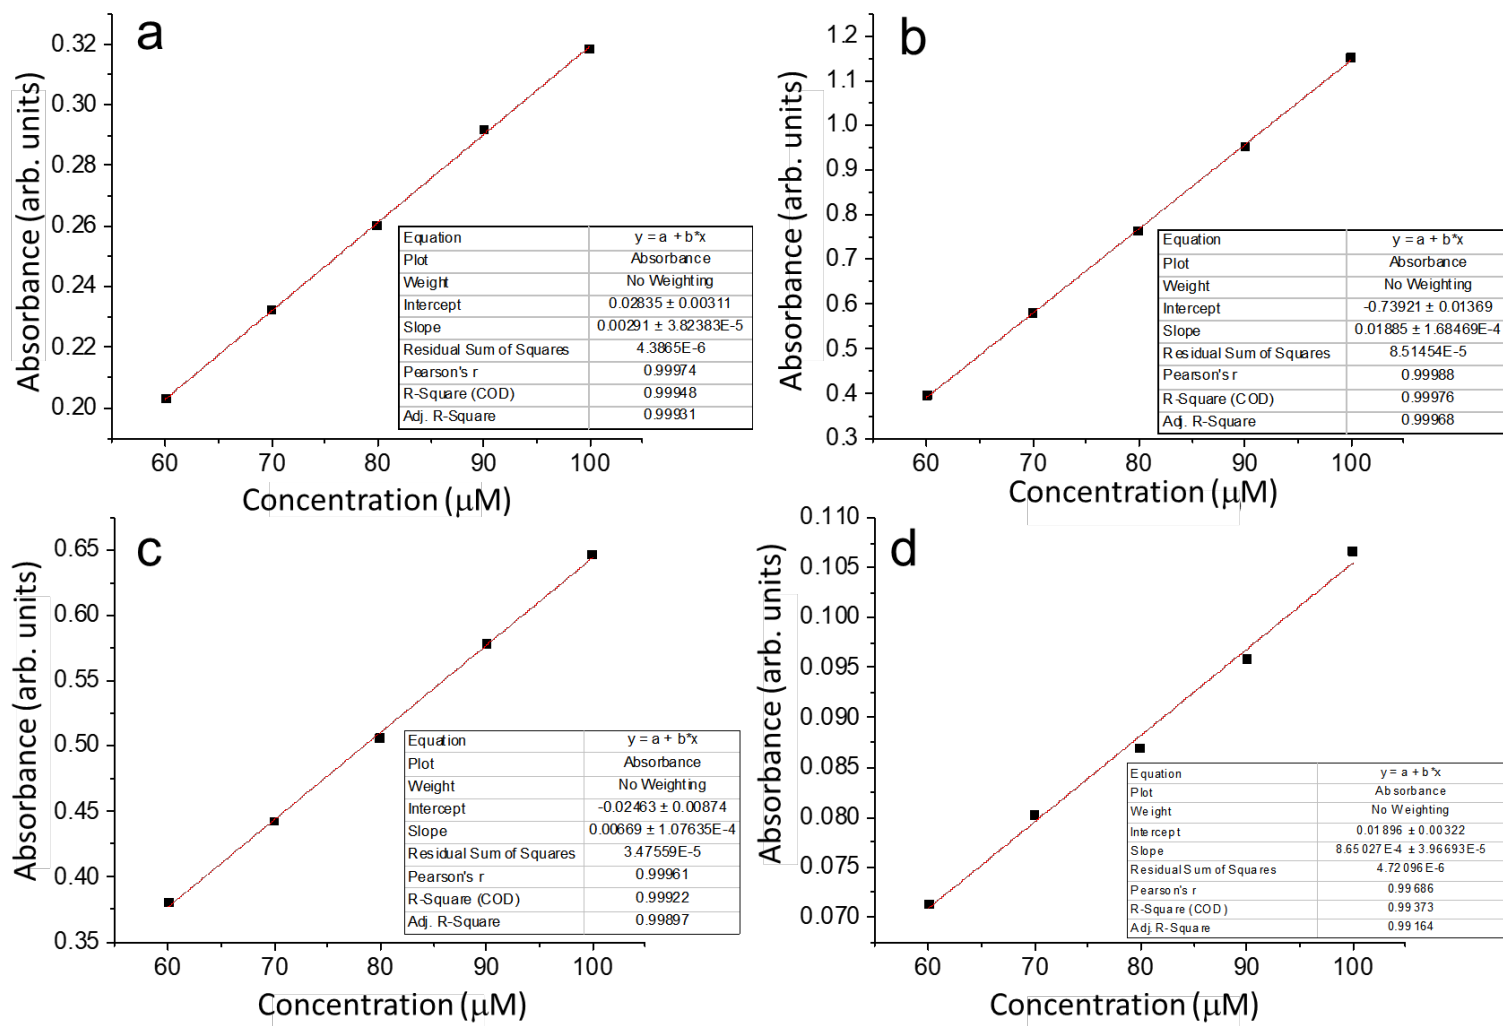 a
Absorbance (arb. units)
0.32
0.30
0.28
0.26
0.24
0.22
0.20
Equation y = a + b*x
Plot Absorbance
Weight No Weighting
Intercept 0.02835 ± 0.00311
Slope 0.00291 ± 3.82383E-5
Residual Sum of Squares 4.3865E-6
Pearson's r 0.99974
R-Square (COD) 0.99948
Adj. R-Square 0.99931
60 70 80 90 100
Concentration (μM)
b
Absorbance (arb. units)
1.2
1.1
1.0
0.9
0.8
0.7
0.6
0.5
0.4
0.3
Equation y = a + b*x
Plot Absorbance
Weight No Weighting
Intercept -0.73921 ± 0.01369
Slope 0.01885 ± 1.68469E-4
Residual Sum of Squares 8.51454E-5
Pearson's r 0.99988
R-Square (COD) 0.99976
Adj. R-Square 0.99968
60 70 80 90 100
Concentration (μM)
c
Absorbance (arb. units)
0.65
0.60
0.55
0.50
0.45
0.40
0.35
Equation y = a + b*x
Plot Absorbance
Weight No Weighting
Intercept -0.02463 ± 0.00874
Slope 0.00669 ± 1.07635E-4
Residual Sum of Squares 3.47559E-5
Pearson's r 0.99961
R-Square (COD) 0.99922
Adj. R-Square 0.99897
60 70 80 90 100
Concentration (μM)
d
Absorbance (arb. units)
0.110
0.105
0.100
0.095
0.090
0.085
0.080
0.075
0.070
Equation y = a + b*x
Plot Absorbance
Weight No Weighting
Intercept 0.01896 ± 0.00322
Slope 8.65027E-4 ± 3.96693E-5
Residual Sum of Squares 4.72096E-6
Pearson's r 0.99686
R-Square (COD) 0.99373
Adj. R-Square 0.99164
60 70 80 90 100
Concentration (μM)